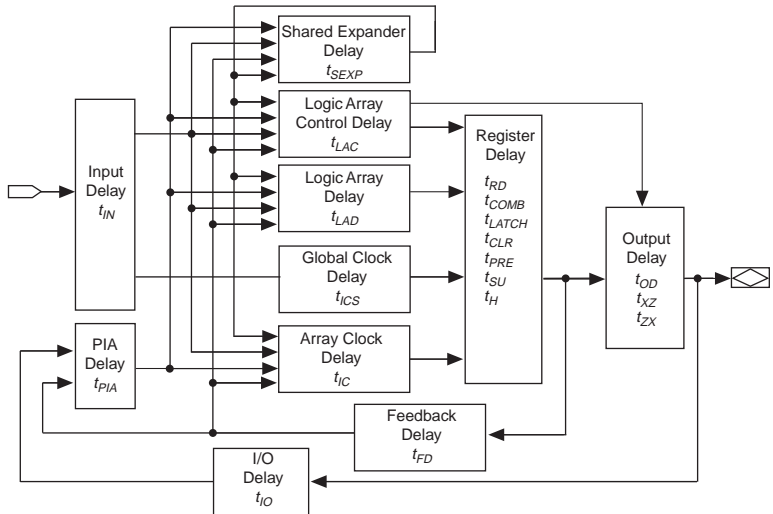 Shared Expander
Delay
tSEXP
Logic Array
Control Delay
tLAC
Register
Delay
tRD
tCOMB
tLATCH
tCLR
tPRE
tSU
tH
Input
Delay
tIN
Logic Array
Delay
tLAD
Output
Delay
tOD
tXZ
tZX
Global Clock
Delay
tICS
PIA
Delay
tPIA
Array Clock
Delay
tIC
Feedback
Delay
tFD
I/O
Delay
tIO